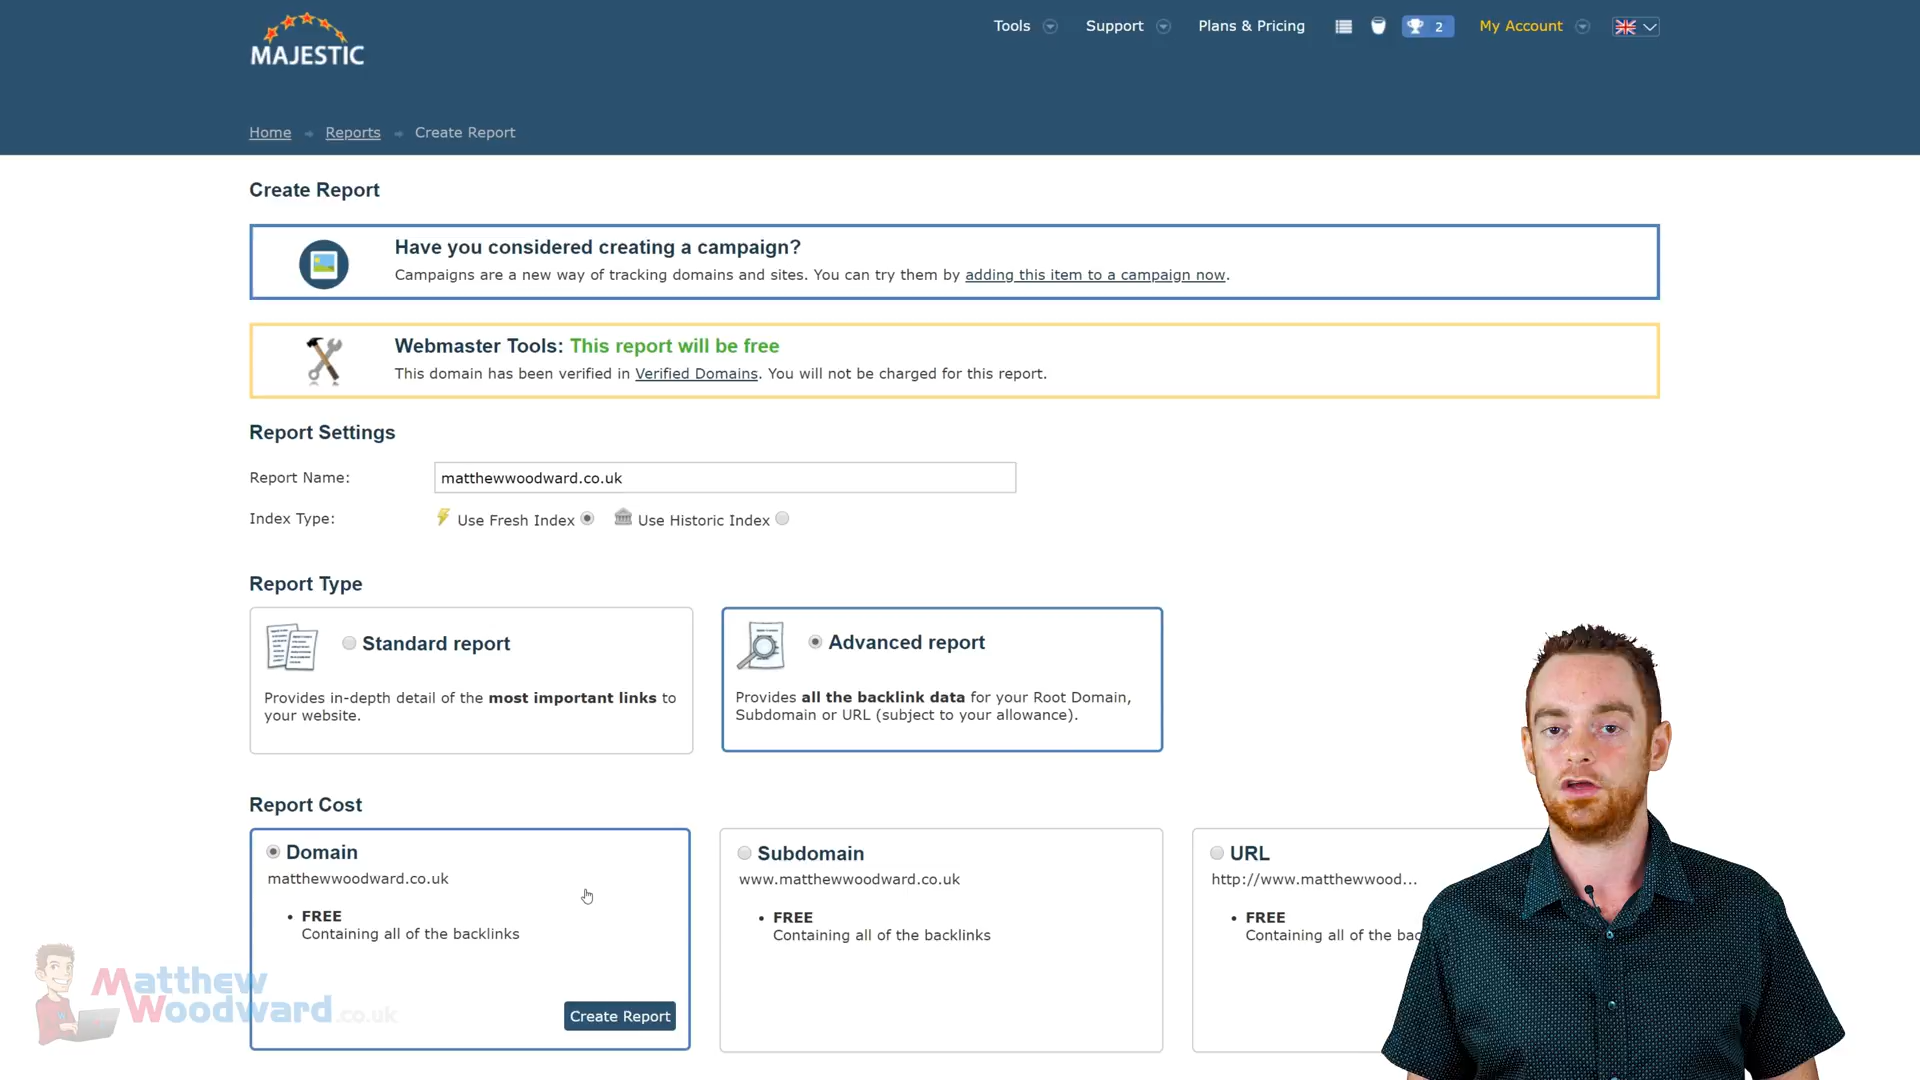 MAJESTIC
Tools
Support
Plans & Pricing
2
My Account
Home
Reports
Create Report
Create Report
Have you considered creating a campaign?
Campaigns are a new way of tracking domains and sites. You can try them by adding this item to a campaign now.
Webmaster Tools: This report will be free
This domain has been verified in Verified Domains. You will not be charged for this report.
Report Settings
Report Name:
matthewwoodward.co.uk
Index Type:
Use Fresh Index
Use Historic Index
Report Type
Standard report
Provides in-depth detail of the most important links to
your website.
Advanced report
Provides all the backlink data for your Root Domain,
Subdomain or URL (subject to your allowance).
Report Cost
Domain
matthewwoodward.co.uk
• FREE
Containing all of the backlinks
Create Report
Subdomain
www.matthewwoodward.co.uk
• FREE
Containing all of the backlinks
URL
http://www.matthewwood...
• FREE
Containing all of the bac
Matthew
Woodward.co.uk